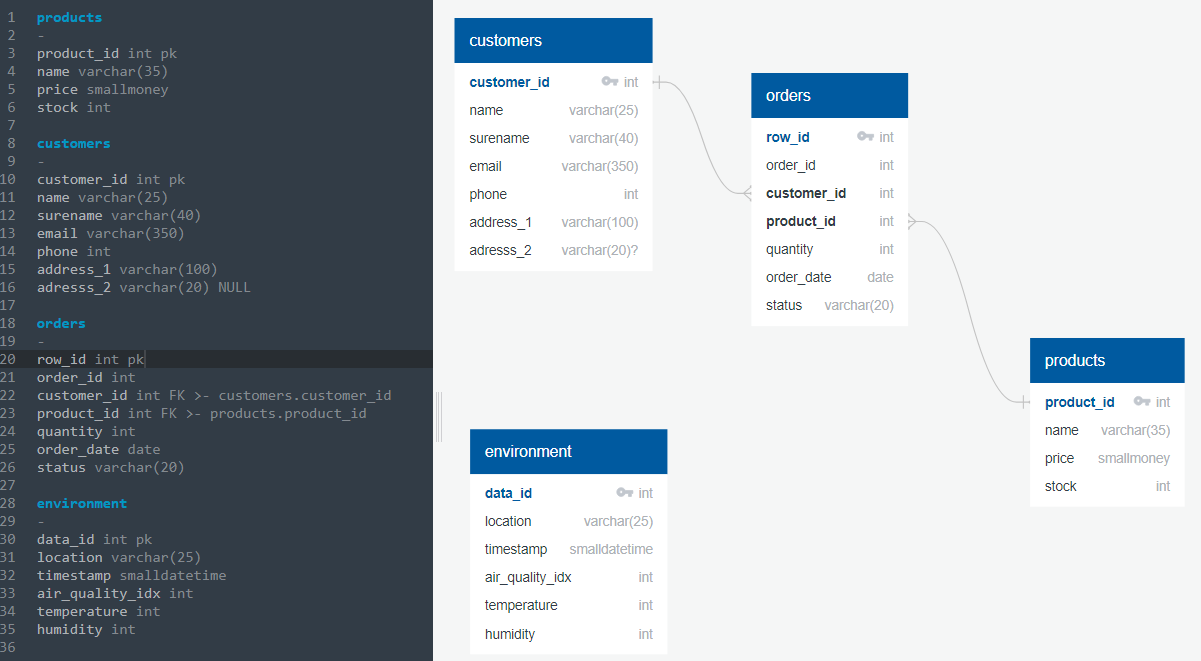 1 products
2 -
3 product_id int pk
4 name varchar(35)
5 price smallmoney
6 stock int
7
8 customers
9 -
10 customer_id int pk
11 name varchar(25)
12 surename varchar(40)
13 email varchar(350)
14 phone int
15 address_1 varchar(100)
16 adresss_2 varchar(20) NULL
17
18 orders
19 -
20 row_id int pk
21 order_id int
22 customer_id int FK >- customers.customer_id
23 product_id int FK >- products.product_id
24 quantity int
25 order_date date
26 status varchar(20)
27
28 environment
29 -
30 data_id int pk
31 location varchar(25)
32 timestamp smalldatetime
33 air_quality_idx int
34 temperature int
35 humidity int
36
customers
customer_id int
name varchar(25)
surename varchar(40)
email varchar(350)
phone int
address_1 varchar(100)
adresss_2 varchar(20)?
orders
row_id int
order_id int
customer_id int
product_id int
quantity int
order_date date
status varchar(20)
products
product_id int
name varchar(35)
price smallmoney
stock int
environment
data_id int
location varchar(25)
timestamp smalldatetime
air_quality_idx int
temperature int
humidity int